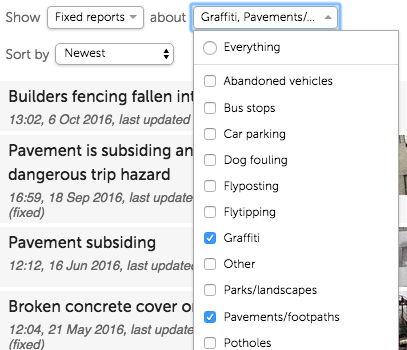 Show Fixed reports about Graffiti, Pavements/...
Sort by Newest
Everything
Abandoned vehicles
Bus stops
Car parking
Dog fouling
Flyposting
Flytipping
Graffiti
Other
Parks/landscapes
Pavements/footpaths
Potholes
Builders fencing fallen int
13:02, 6 Oct 2016, last updated
Pavement is subsiding an
dangerous trip hazard
16:59, 18 Sep 2016, last update
(fixed)
Pavement subsiding
12:12, 16 Jun 2016, last updated
Broken concrete cover or
12:04, 21 May 2016, last update
(fixed)